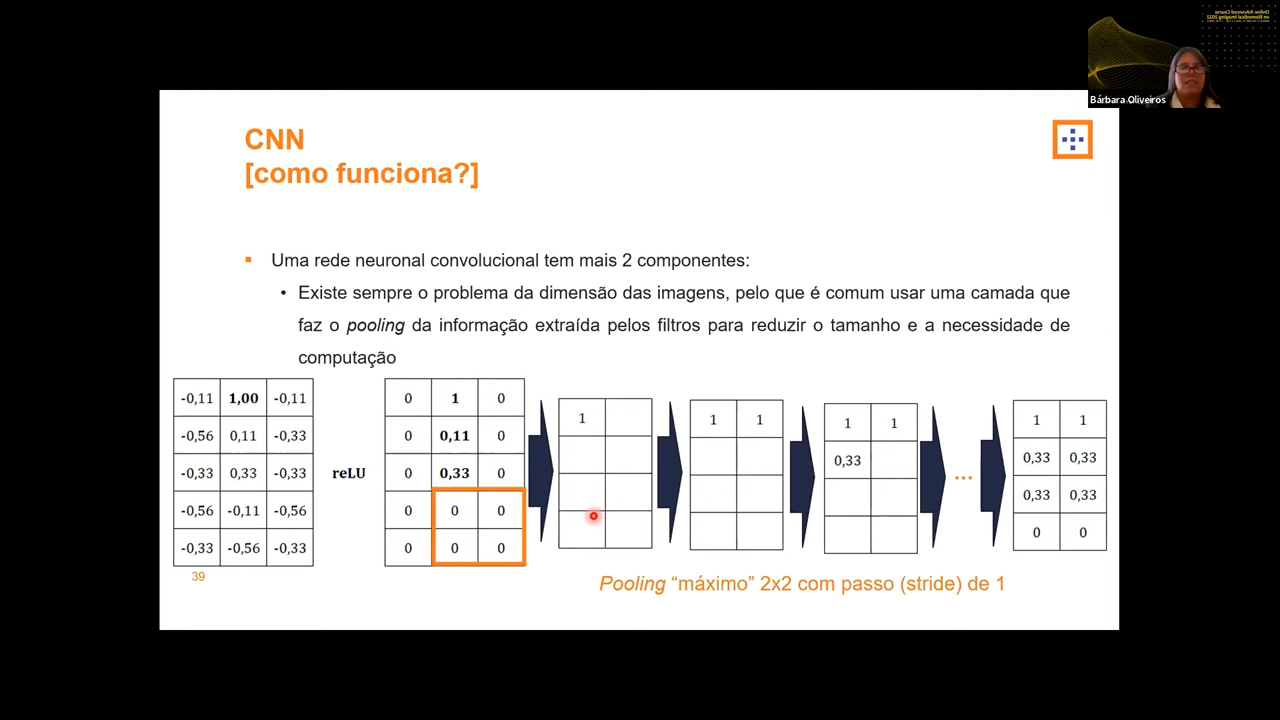 Bárbara Oliveiros
CNN
[como funciona?]
Uma rede neuronal convolucional tem mais 2 componentes:
Existe sempre o problema da dimensão das imagens, pelo que é comum usar uma camada que
faz o pooling da informação extraída pelos filtros para reduzir o tamanho e a necessidade de
computação
-0,11 1,00 -0,11
-0,56 0,11 -0,33
-0,33 0,33 -0,33
-0,56 -0,11 -0,56
-0,33 -0,56 -0,33
reLU
0 1 0
0 0,11 0
0 0,33 0
0 0 0
0 0 0
1
1 1
1 1
0,33
...
1 1
0,33 0,33
0,33 0,33
0 0
39
Pooling “máximo” 2x2 com passo (stride) de 1